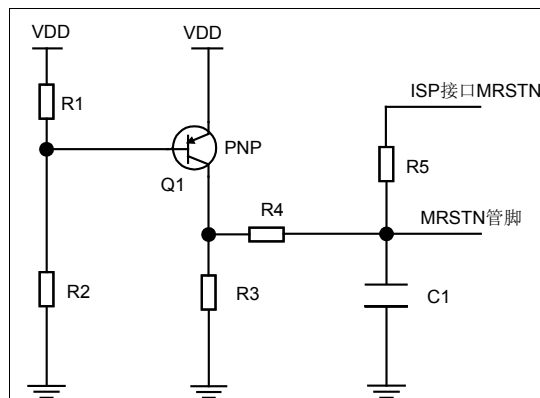 VDD
VDD
R1
ISP接口MRSTN
PNP
R5
Q1
R4
MRSTN管脚
R2
R3
C1